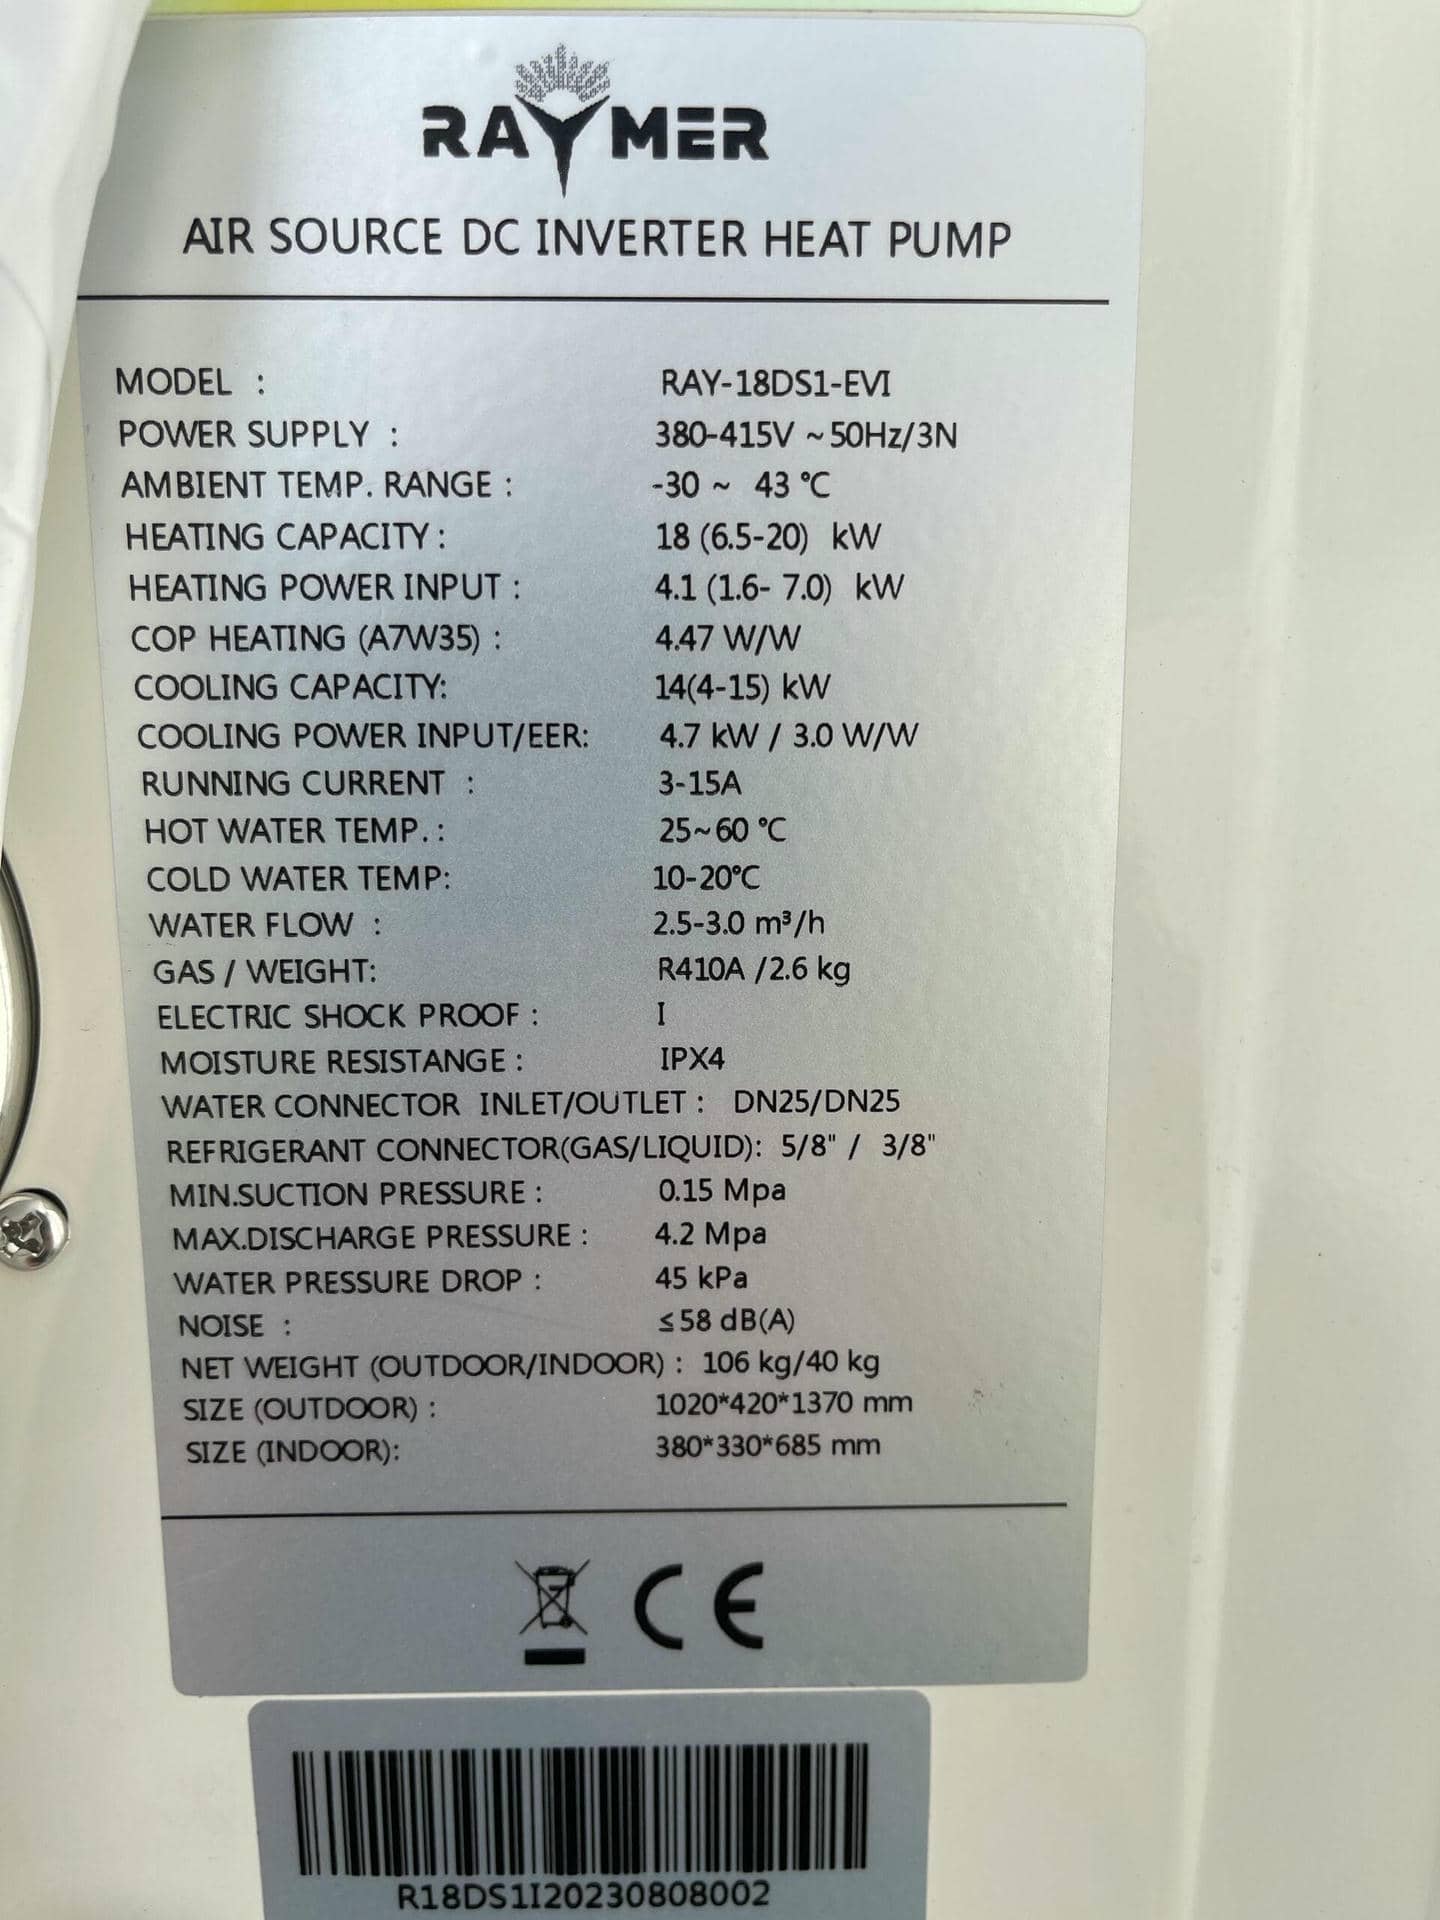 RAYMER
AIR SOURCE DC INVERTER HEAT PUMP
MODEL : RAY-18DS1-EVI
POWER SUPPLY : 380-415V ~ 50Hz/3N
AMBIENT TEMP. RANGE : -30 ~ 43 ℃
HEATING CAPACITY : 18 (6.5-20) kW
HEATING POWER INPUT : 4.1 (1.6- 7.0) kW
COP HEATING (A7W35) : 4.47 W/W
COOLING CAPACITY: 14(4-15) kW
COOLING POWER INPUT/EER: 4.7 kW / 3.0 W/W
RUNNING CURRENT : 3-15A
HOT WATER TEMP. : 25~60 ℃
COLD WATER TEMP: 10-20℃
WATER FLOW : 2.5-3.0 m³/h
GAS / WEIGHT: R410A /2.6 kg
ELECTRIC SHOCK PROOF : I
MOISTURE RESISTANGE : IPX4
WATER CONNECTOR INLET/OUTLET : DN25/DN25
REFRIGERANT CONNECTOR(GAS/LIQUID): 5/8" / 3/8"
MIN.SUCTION PRESSURE : 0.15 Mpa
MAX.DISCHARGE PRESSURE : 4.2 Mpa
WATER PRESSURE DROP : 45 kPa
NOISE : ≤58 dB(A)
NET WEIGHT (OUTDOOR/INDOOR) : 106 kg/40 kg
SIZE (OUTDOOR) : 1020*420*1370 mm
SIZE (INDOOR): 380*330*685 mm
CE
R18DS1I20230808002